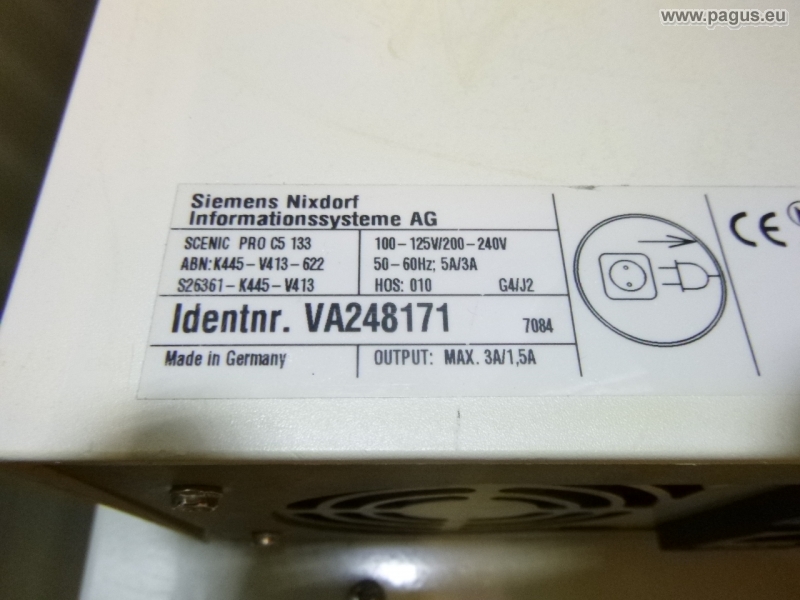 www.pagus.eu
Siemens Nixdorf
Informationssysteme AG
SCENIC PRO C5 133
ABN:K445-V413-622
S26361-K445-V413
100-125V/200-240V
50-60Hz; 5A/3A
HOS: 010 G4/J2
Identnr. VA248171 7084
Made in Germany
OUTPUT: MAX. 3A/1,5A
CE